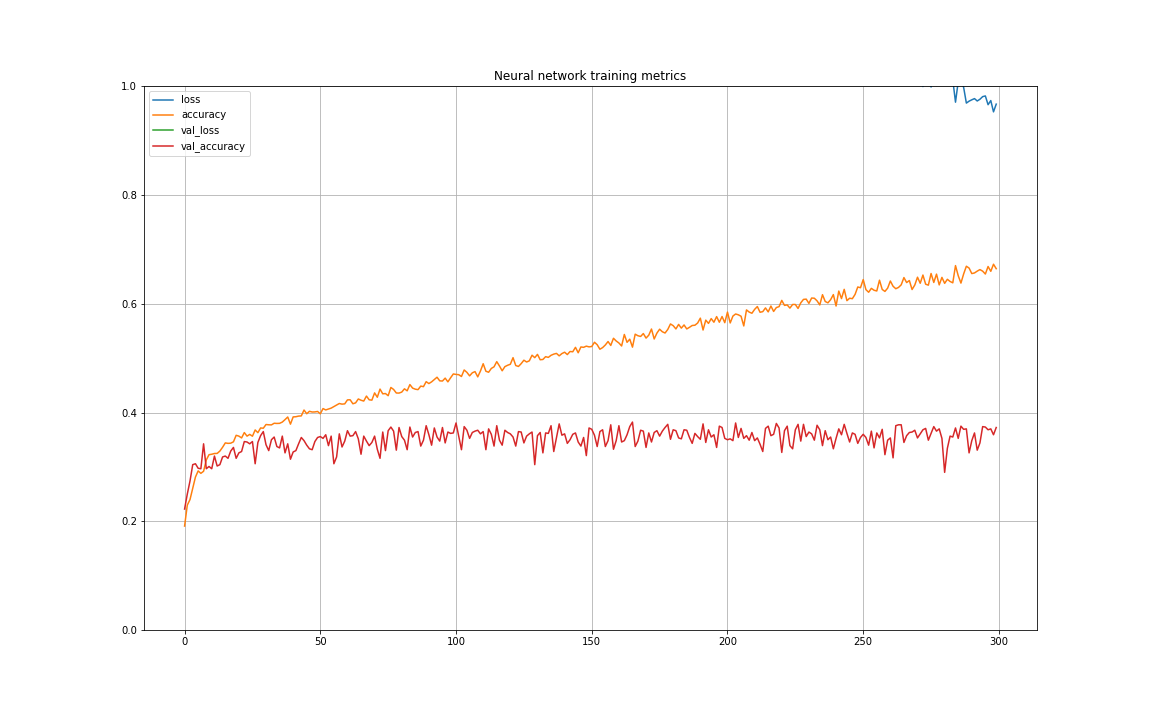 Neural network training metrics
1.0
loss
accuracy
val_loss
val_accuracy
0.8
0.6
0.4
0.2
0.0
0 50 100 150 200 250 300